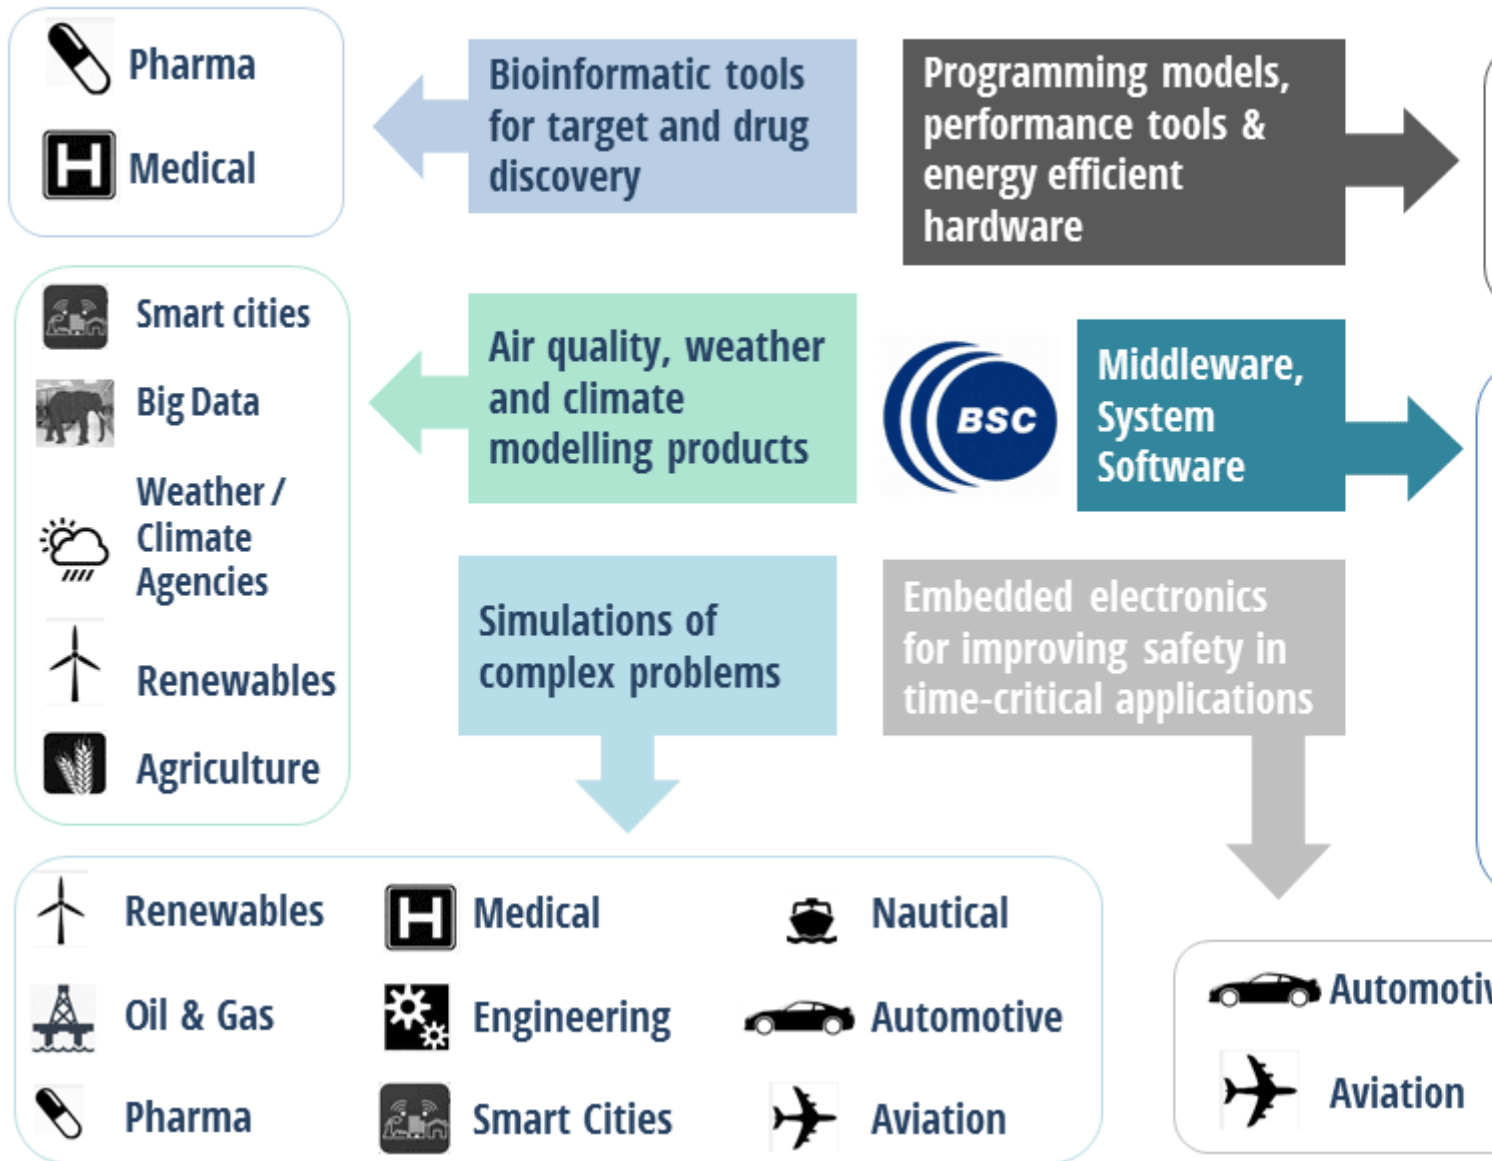 Pharma
Medical
Bioinformatic tools
for target and drug
discovery
Programming models,
performance tools &
energy efficient
hardware
Smart cities
Big Data
Weather /
Climate
Agencies
Renewables
Agriculture
Air quality, weather
and climate
modelling products
BSC
Middleware,
System
Software
Simulations of
complex problems
Embedded electronics
for improving safety in
time-critical applications
Renewables
Oil & Gas
Pharma
H
Medical
Engineering
Smart Cities
Nautical
Automotive
Aviation
Automotiv
Aviation